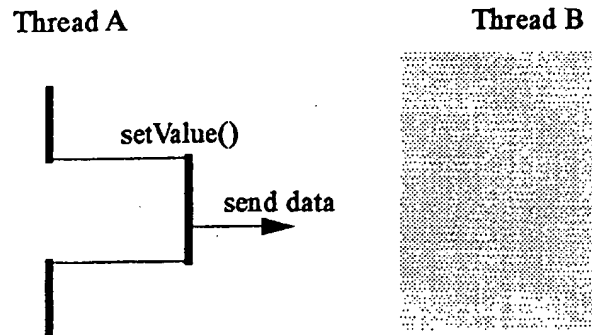 Thread A
Thread B
setValue()
send data